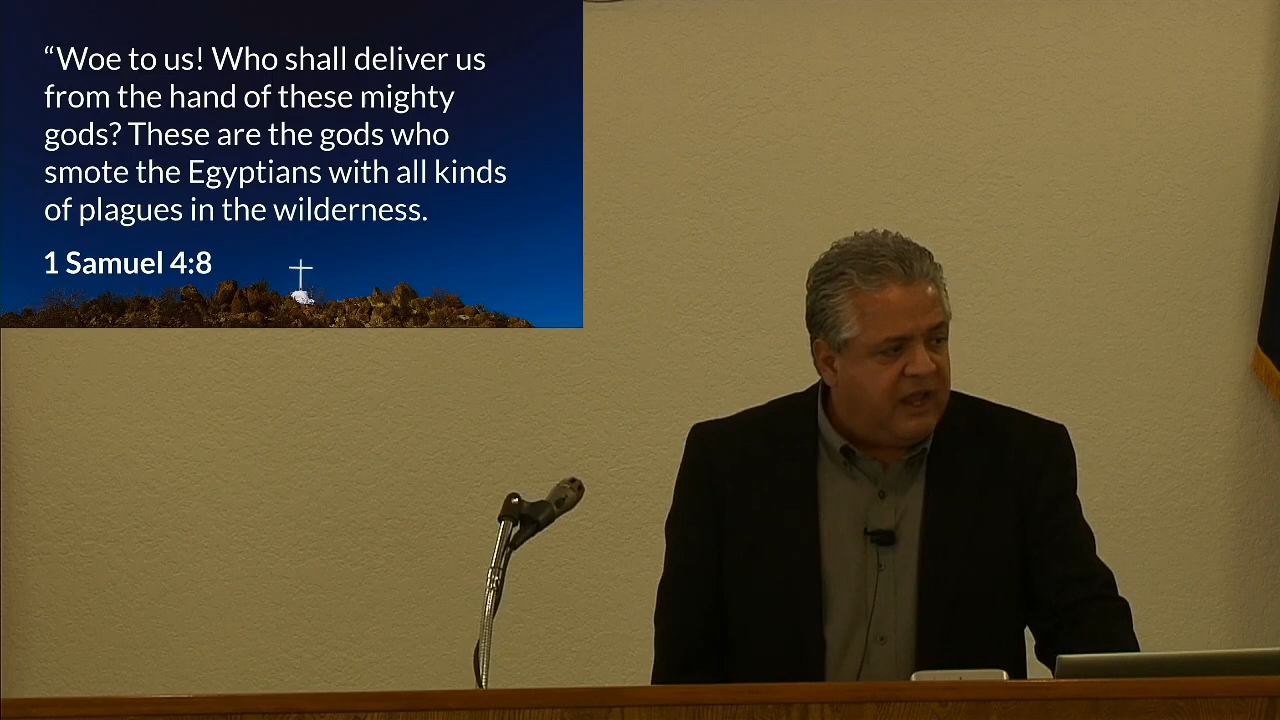 “Woe to us! Who shall deliver us
from the hand of these mighty
gods? These are the gods who
smote the Egyptians with all kinds
of plagues in the wilderness.
1 Samuel 4:8